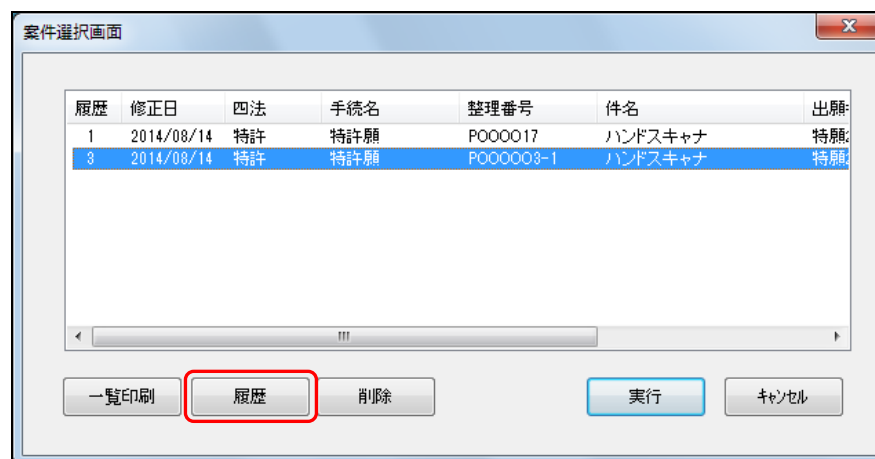 案件選択画面
履歴 修正日 四法 手続名 整理番号 件名 出願
1 2014/08/14 特許 特許願 P000017 ハンドスキャナ 特願2
3 2014/08/14 特許 特許願 P000003-1 ハンドスキャナ 特願2
一覧印刷 履歴 削除 実行 キャンセル